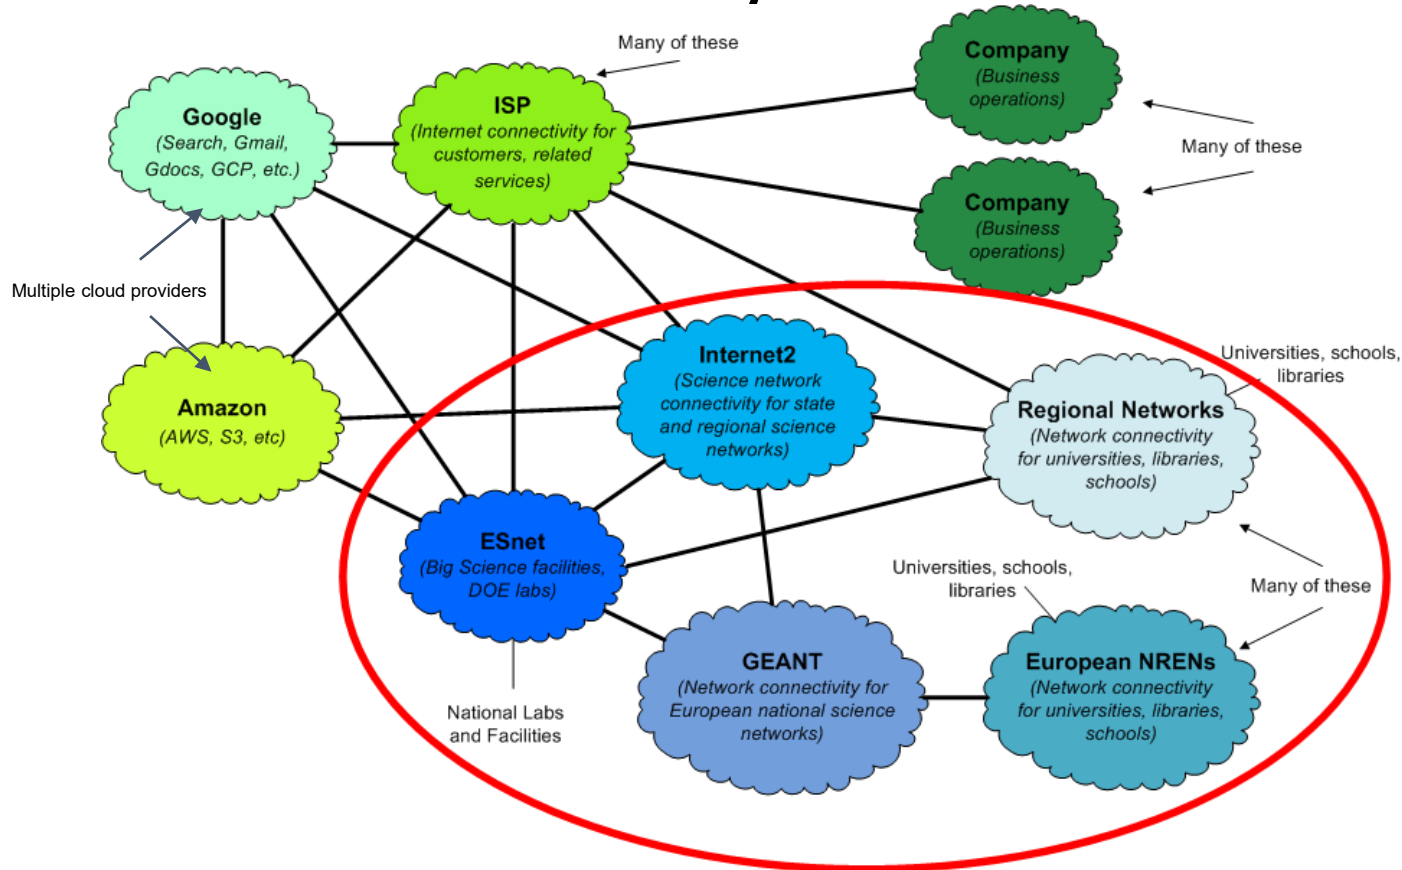 Many of these
Company
(Business
operations)
Google
(Search, Gmail,
Gdocs, GCP, etc.)
ISP
(Internet connectivity for
customers, related
services)
Many of these
Company
(Business
operations)
Multiple cloud providers
Internet2
(Science network
connectivity for state
and regional science
networks)
Universities, schools,
libraries
Amazon
(AWS, S3, etc)
Regional Networks
(Network connectivity
for universities, libraries,
schools)
ESnet
(Big Science facilities,
DOE labs)
Universities, schools,
libraries
Many of these
GEANT
(Network connectivity for
European national science
networks)
European NRENs
(Network connectivity
for universities, libraries,
schools)
National Labs
and Facilities